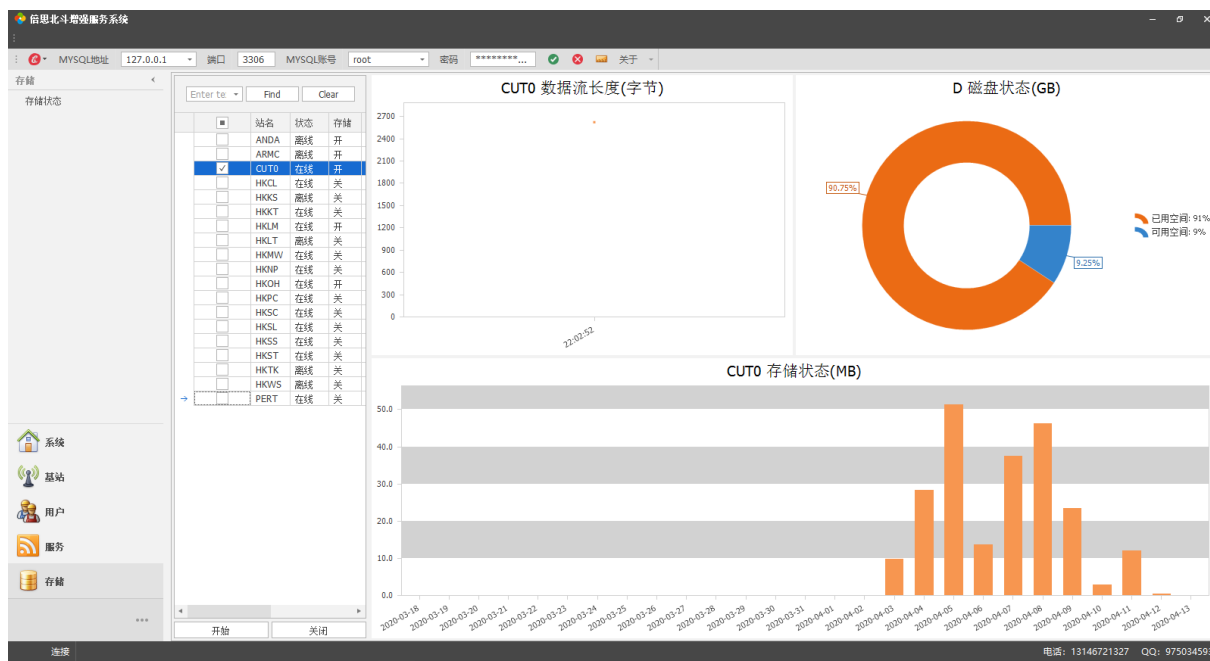 倍思北斗增强服务系统
MYSQL地址 127.0.0.1 端口 3306 MYSQL账号 root 密码 ********... 关于
存储
存储状态
Enter te Find Clear
站名 状态 存储
ANDA 离线 开
ARMC 离线 开
CUT0 在线 开
HKCL 在线 关
HKKS 离线 关
HKKT 在线 关
HKLM 在线 开
HKLT 离线 关
HKMW 在线 关
HKNP 在线 关
HKOH 在线 开
HKPC 在线 关
HKSC 在线 关
HKSL 在线 关
HKSS 在线 关
HKST 在线 关
HKTK 离线 关
HKWS 离线 关
PERT 在线 关
开始 关闭
系统
基站
用户
服务
存储
CUT0 数据流长度(字节)
2700
2400
2100
1800
1500
1200
900
600
300
0
22:02:52
D 磁盘状态(GB)
90.75%
9.25%
已用空间: 91%
可用空间: 9%
CUT0 存储状态(MB)
50.0
40.0
30.0
20.0
10.0
0.0
2020-03-18 2020-03-19 2020-03-20 2020-03-21 2020-03-22 2020-03-23 2020-03-24 2020-03-25 2020-03-26 2020-03-27 2020-03-28 2020-03-29 2020-03-30 2020-03-31 2020-04-01 2020-04-02 2020-04-03 2020-04-04 2020-04-05 2020-04-06 2020-04-07 2020-04-08 2020-04-09 2020-04-10 2020-04-11 2020-04-12 2020-04-13
连接 电话: 13146721327 QQ: 97503459